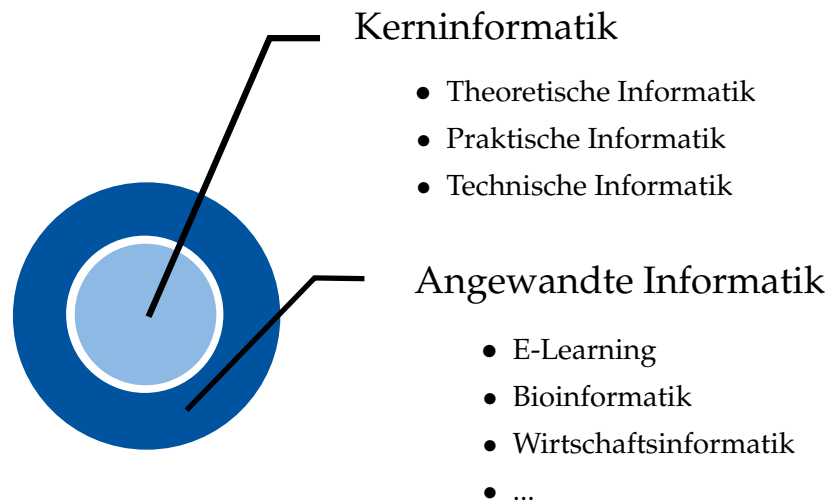 Kerninformatik
• Theoretische Informatik
• Praktische Informatik
• Technische Informatik
Angewandte Informatik
• E-Learning
• Bioinformatik
• Wirtschaftsinformatik
• ...